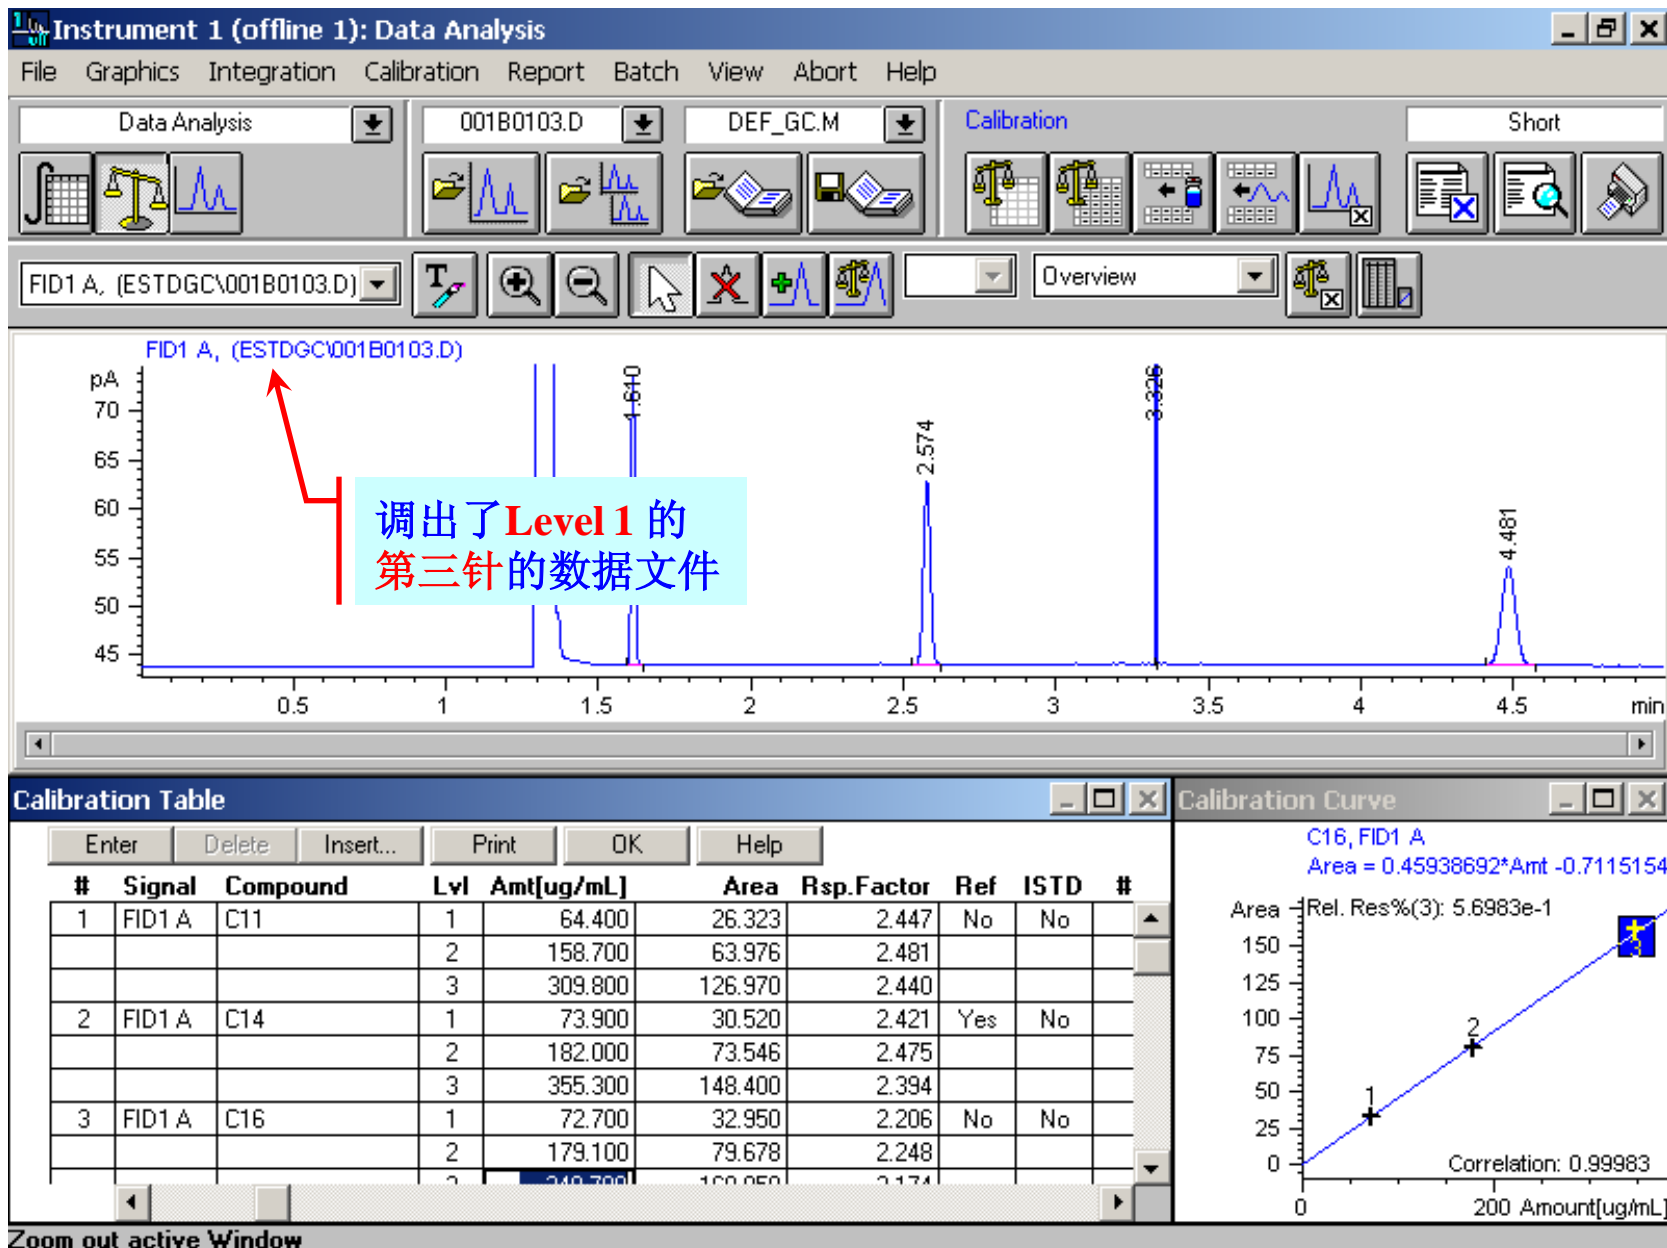 Instrument 1 (offline 1): Data Analysis
File Graphics Integration Calibration Report Batch View Abort Help
Data Analysis 001B0103.D DEF_GC.M Calibration Short
FID1 A, (ESTDGC\001B0103.D) T Overview
FID1 A, (ESTDGC\001B0103.D)
pA
70
65
60
55
50
45
1.610
2.574
3.326
4.481
调出了Level 1 的
第三针的数据文件
0.5 1 1.5 2 2.5 3 3.5 4 4.5 min
Calibration Table
Enter Delete Insert... Print OK Help
# Signal Compound Lvl Amt[ug/mL] Area Rsp.Factor Ref ISTD #
1 FID1 A C11 1 64.400 26.323 2.447 No No
2 158.700 63.976 2.481
3 309.800 126.970 2.440
2 FID1 A C14 1 73.900 30.520 2.421 Yes No
2 182.000 73.546 2.475
3 355.300 148.400 2.394
3 FID1 A C16 1 72.700 32.950 2.206 No No
2 179.100 79.678 2.248
Calibration Curve
C16, FID1 A
Area = 0.45938692*Amt -0.7115154
Area
Rel. Res%(3): 5.6983e-1
150
125
100
75
50
25
0
1
2
3
Correlation: 0.99983
0 200 Amount[ug/mL]
Zoom out active Window